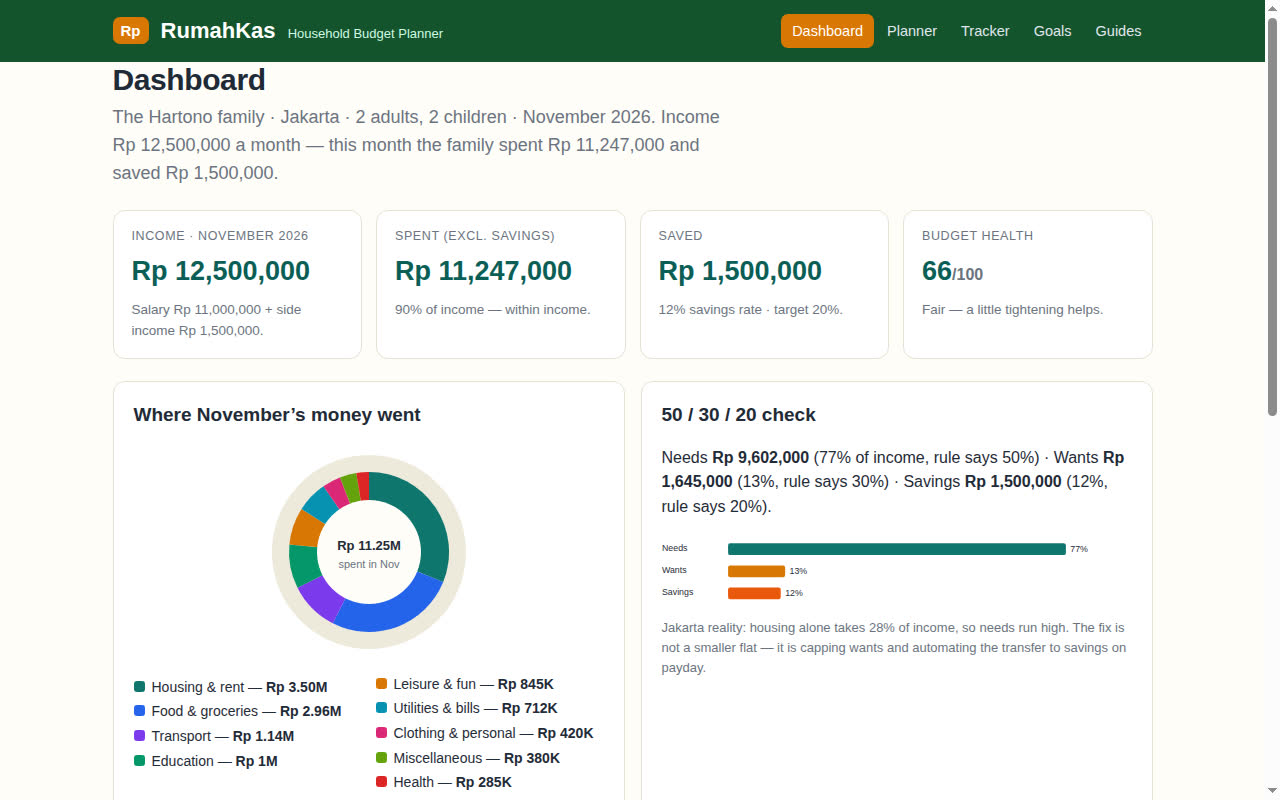 Rp RumahKas Household Budget Planner Dashboard Planner Tracker Goals Guides
Dashboard
The Hartono family · Jakarta · 2 adults, 2 children · November 2026. Income
Rp 12,500,000 a month — this month the family spent Rp 11,247,000 and
saved Rp 1,500,000.
INCOME · NOVEMBER 2026
Rp 12,500,000
Salary Rp 11,000,000 + side
income Rp 1,500,000.
SPENT (EXCL. SAVINGS)
Rp 11,247,000
90% of income — within income.
SAVED
Rp 1,500,000
12% savings rate · target 20%.
BUDGET HEALTH
66/100
Fair — a little tightening helps.
Where November’s money went
Rp 11.25M
spent in Nov
Housing & rent — Rp 3.50M
Food & groceries — Rp 2.96M
Transport — Rp 1.14M
Education — Rp 1M
Leisure & fun — Rp 845K
Utilities & bills — Rp 712K
Clothing & personal — Rp 420K
Miscellaneous — Rp 380K
Health — Rp 285K
50 / 30 / 20 check
Needs Rp 9,602,000 (77% of income, rule says 50%) · Wants Rp
1,645,000 (13%, rule says 30%) · Savings Rp 1,500,000 (12%,
rule says 20%).
Needs 77%
Wants 13%
Savings 12%
Jakarta reality: housing alone takes 28% of income, so needs run high. The fix is
not a smaller flat — it is capping wants and automating the transfer to savings on
payday.